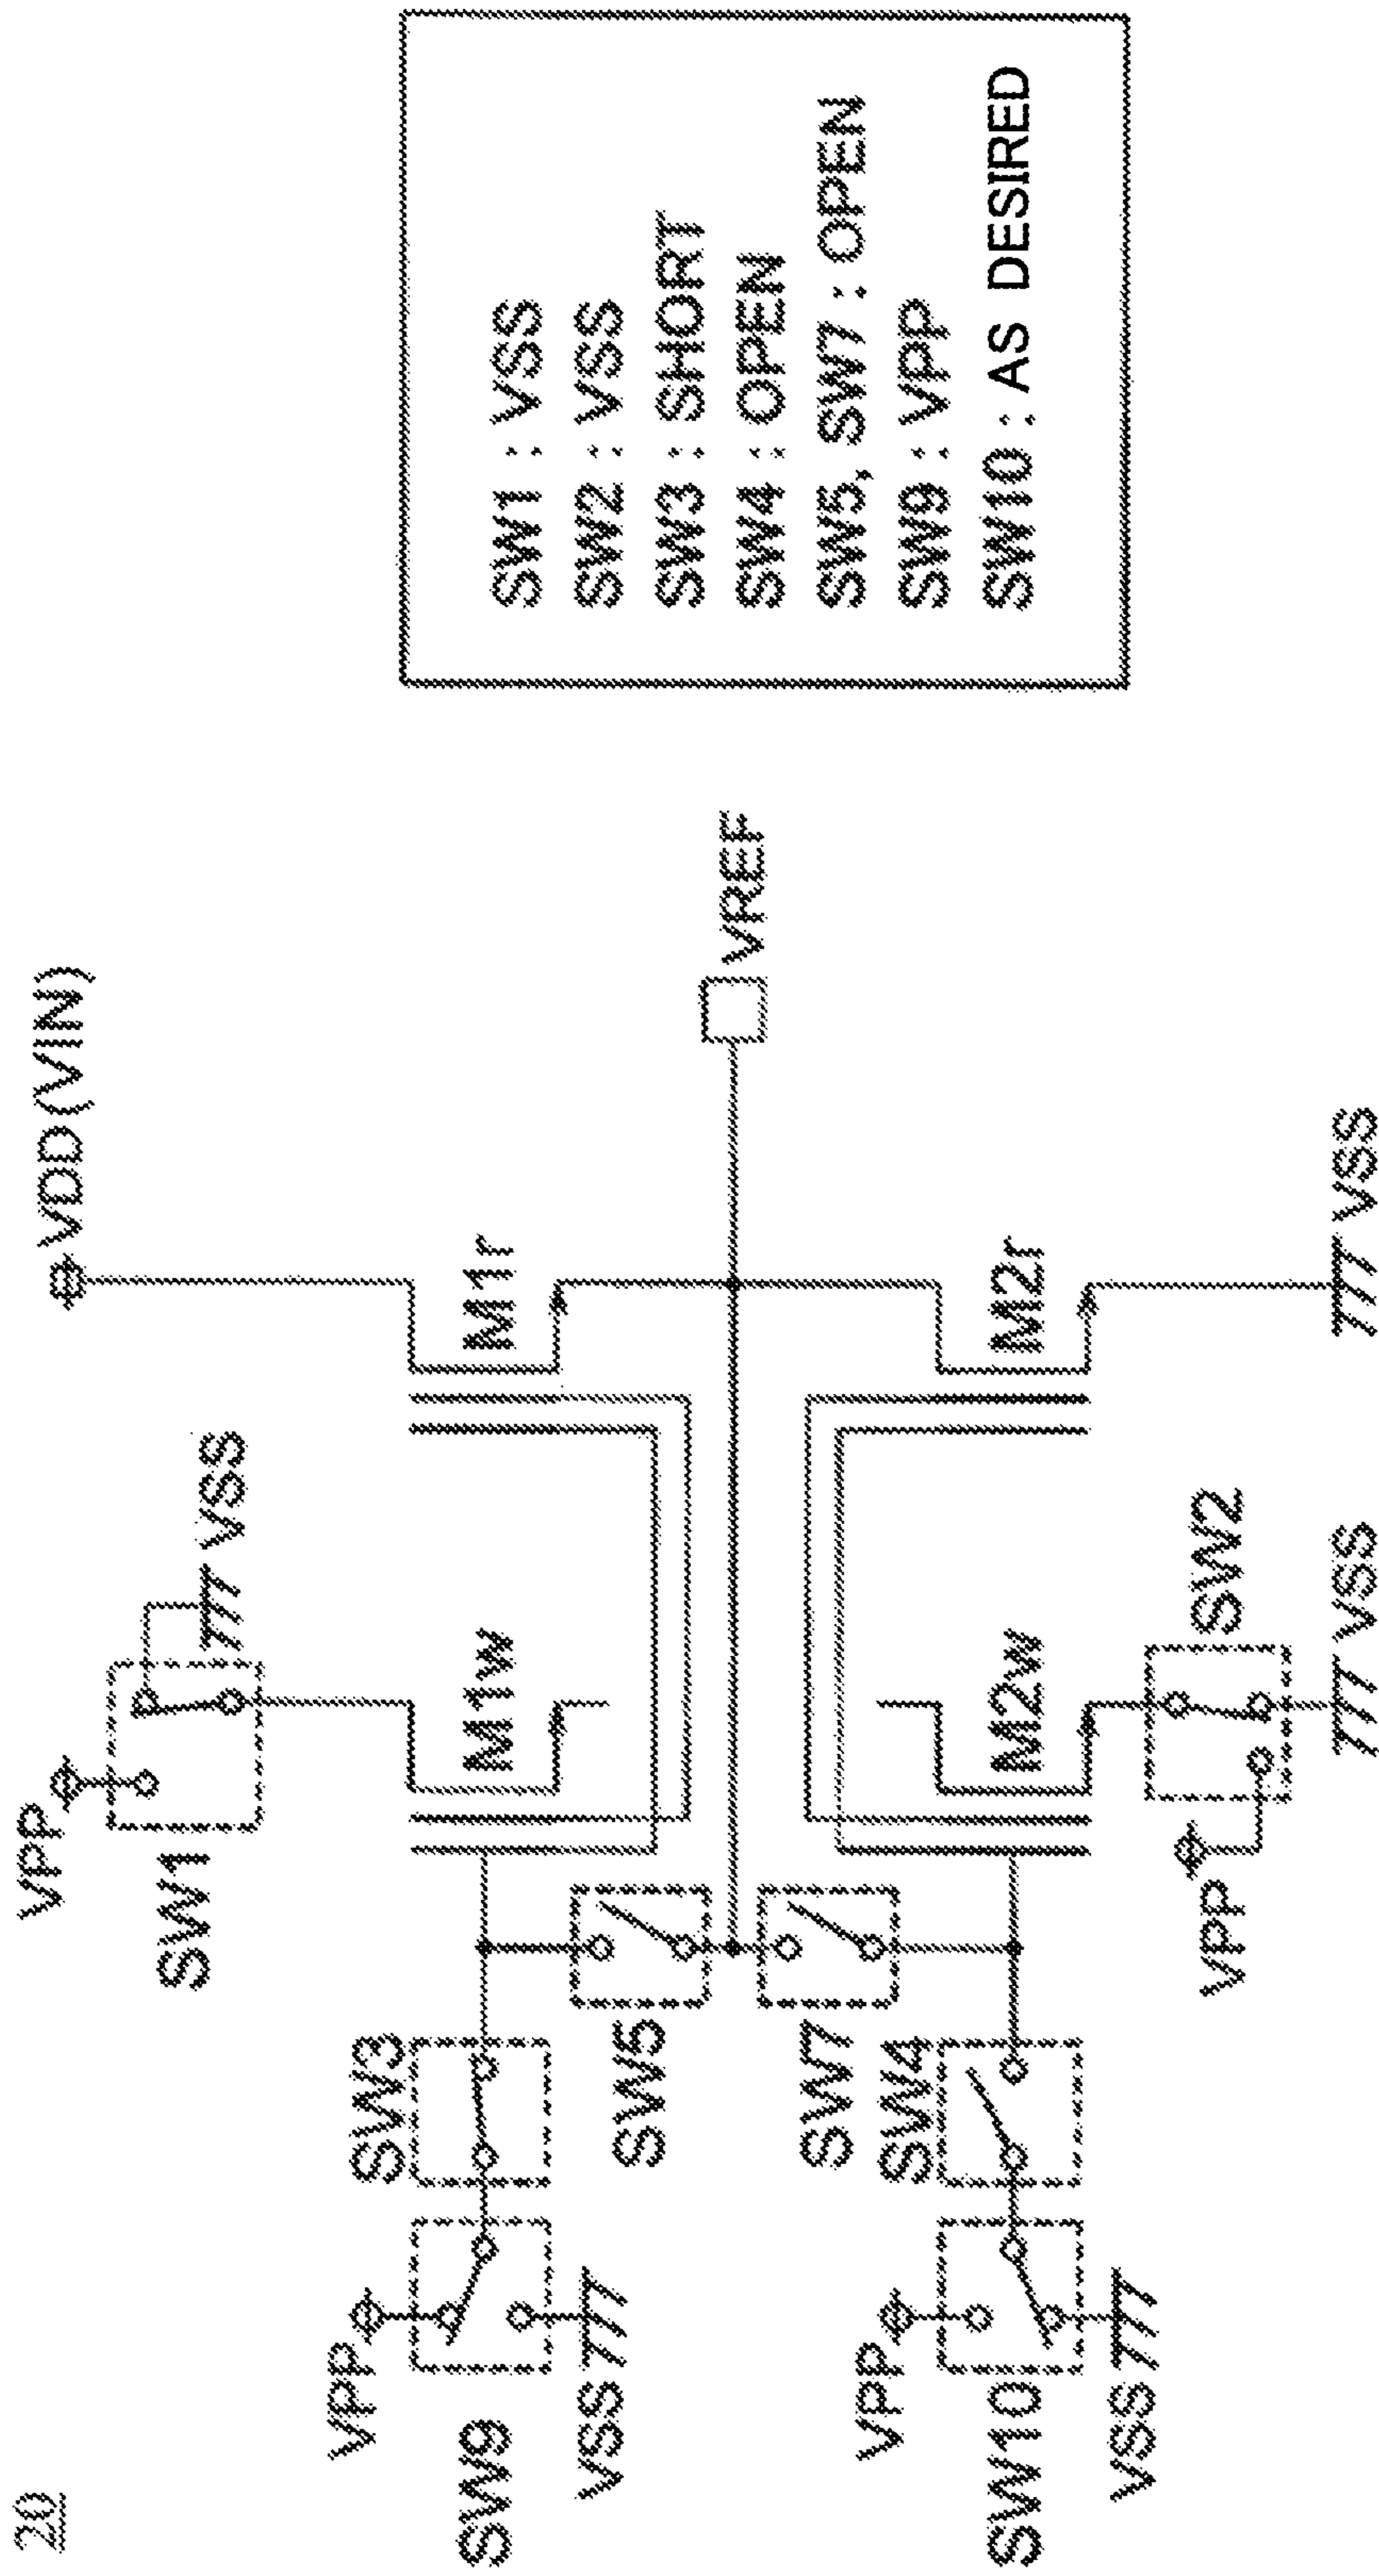 20
VDD(VIN)
VPP
VSS
SW1
M1w
M1r
SW3
VPP
SW9
VSS
SW5
VREF
SW7
SW4
VPP
SW10
VSS
M2w
M2r
SW2
VPP
VSS
VSS
SW1 : VSS
SW2 : VSS
SW3 : SHORT
SW4 : OPEN
SW5, SW7 : OPEN
SW9 : VPP
SW10 : AS DESIRED